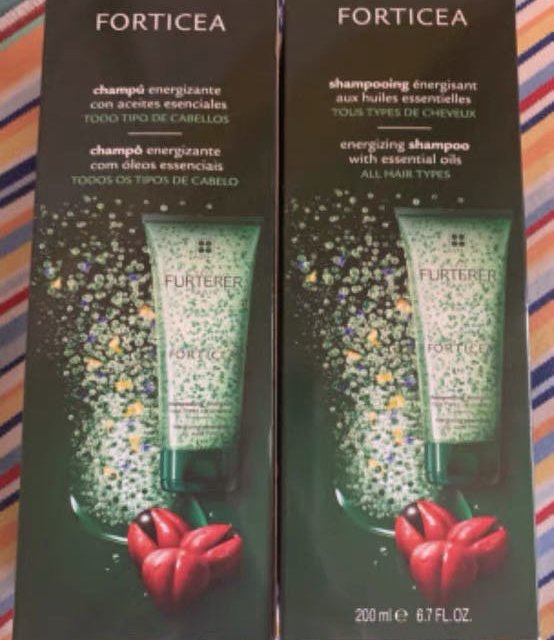 FORTICEA
champú energizante
con aceites esenciales
TODO TIPO DE CABELLOS
champô energizante
com óleos essenciais
TODOS OS TIPOS DE CABELO
FURTERER
FORTICEA
FORTICEA
shampooing énergisant
aux huiles essentielles
TOUS TYPES DE CHEVEUX
energizing shampoo
with essential oils
ALL HAIR TYPES
FURTERER
FORTICEA
200 ml e 6.7 FL.OZ.